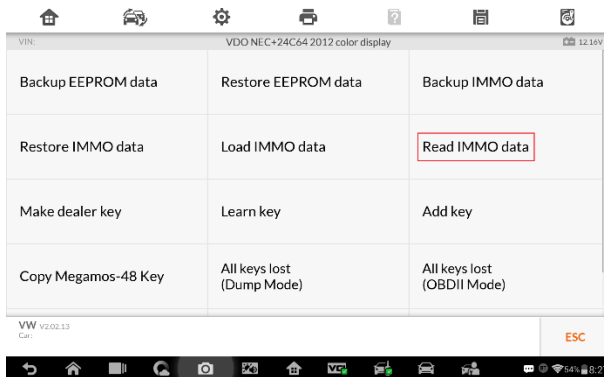 VIN:
VDO NEC+24C64 2012 color display
12.16V
Backup EEPROM data
Restore EEPROM data
Backup IMMO data
Restore IMMO data
Load IMMO data
Read IMMO data
Make dealer key
Learn key
Add key
Copy Megamos-48 Key
All keys lost
(Dump Mode)
All keys lost
(OBDII Mode)
VW V2.02.13
Car:
ESC
54%